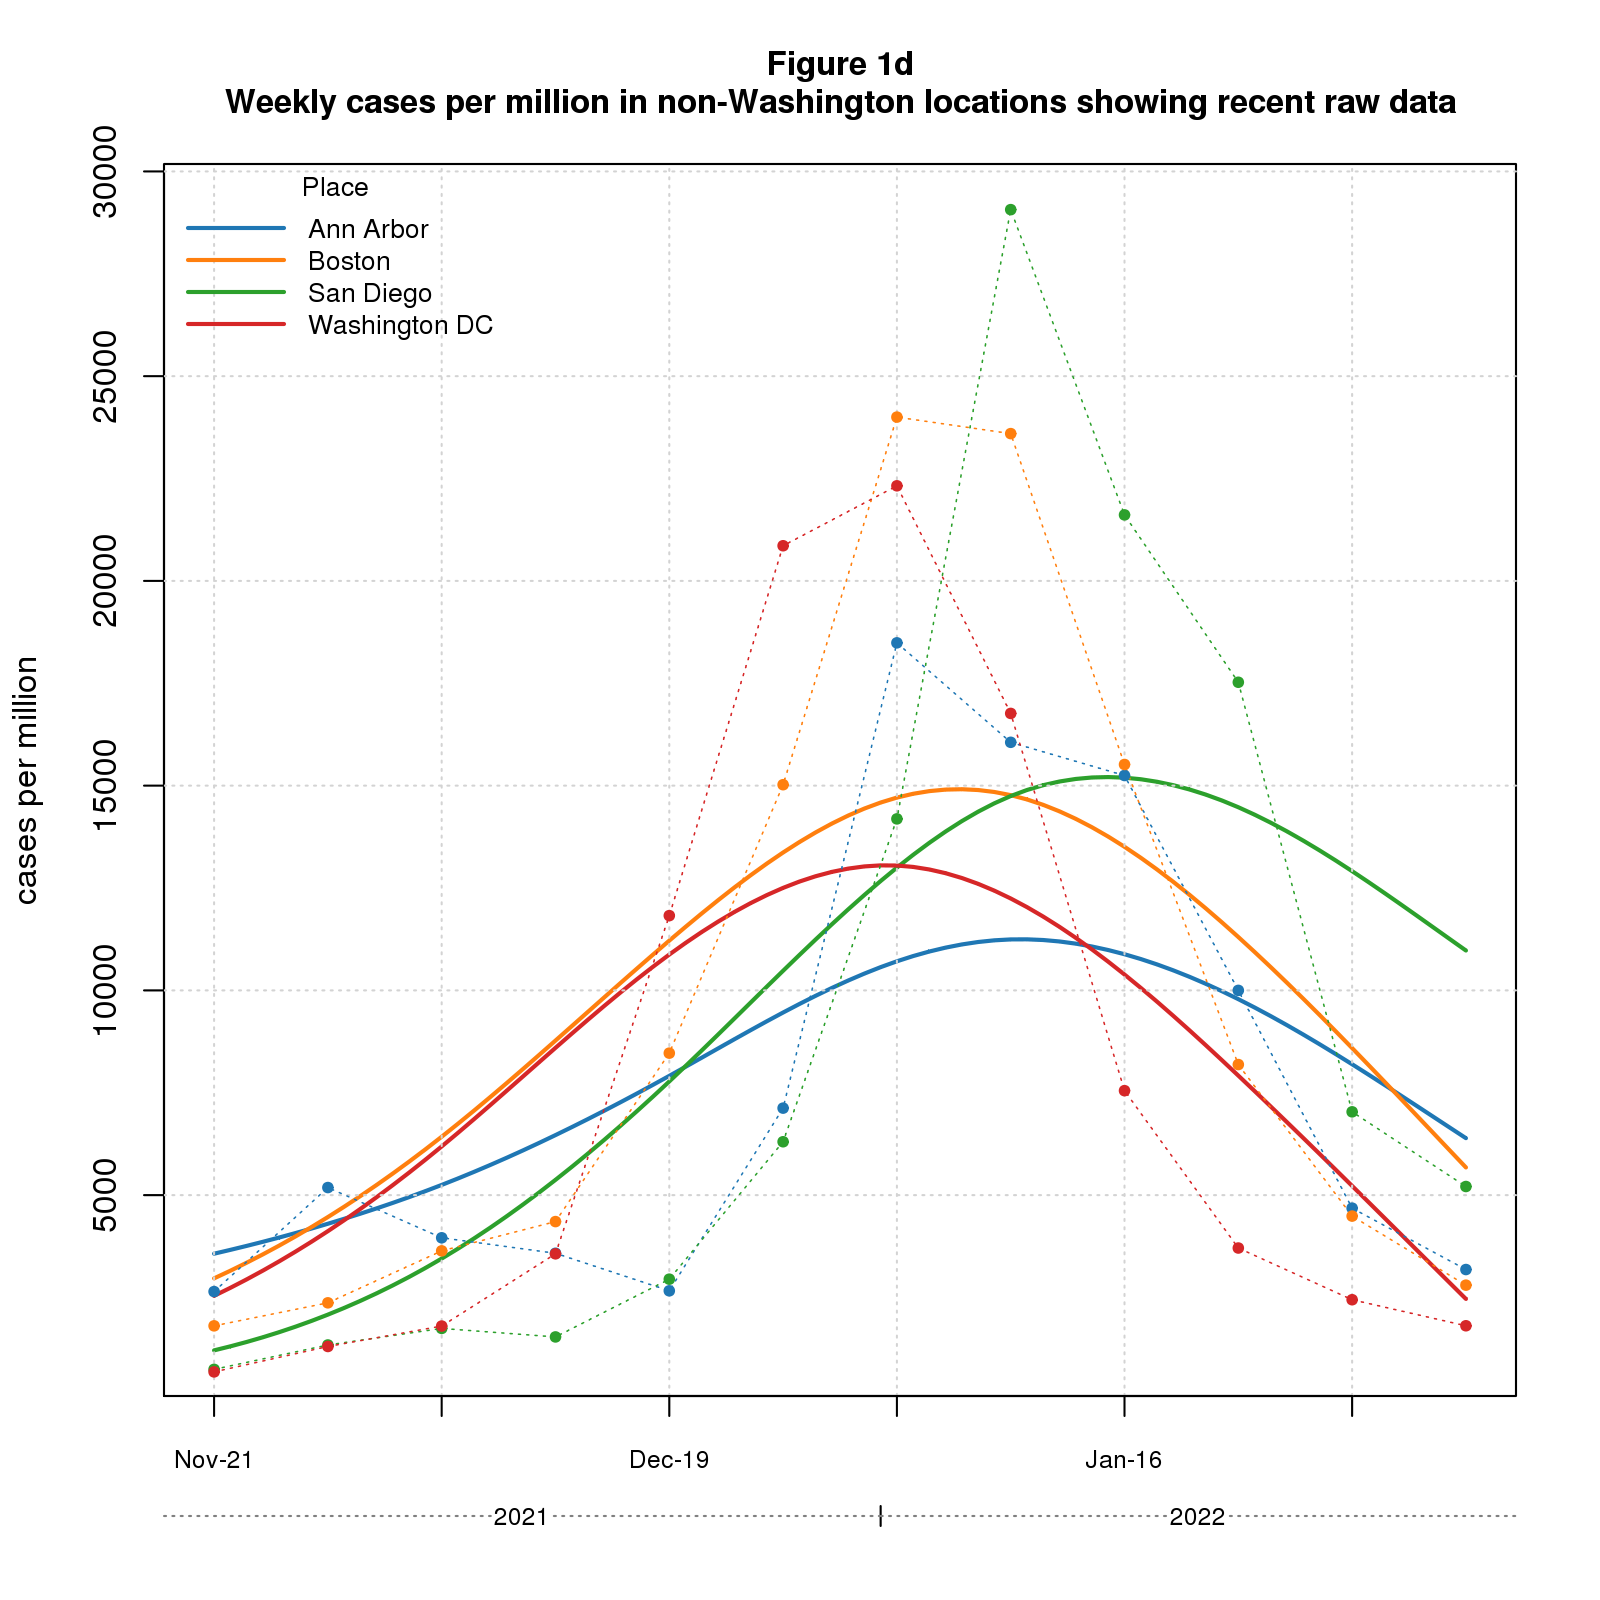 Figure 1d
Weekly cases per million in non-Washington locations showing recent raw data
30000
25000
20000
15000
10000
5000
cases per million
Place
Ann Arbor
Boston
San Diego
Washington DC
Nov-21 Dec-19 Jan-16
2021 2022